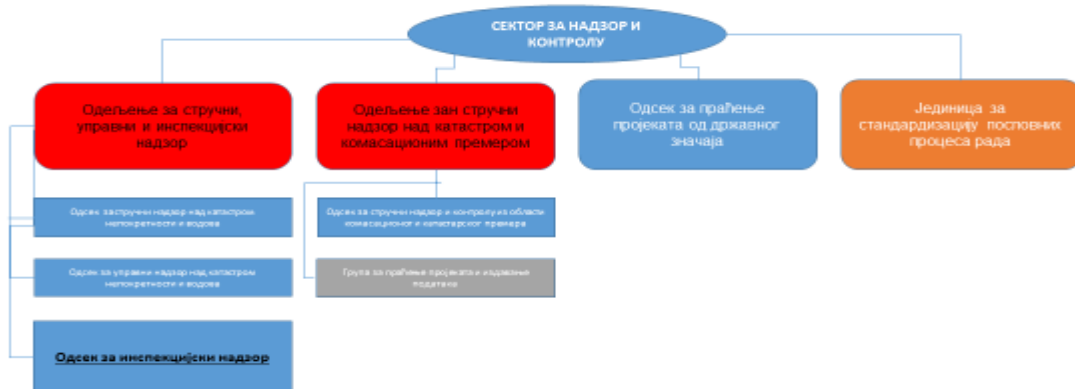 СЕКТОР ЗА НАДЗОР И
КОНТРОЛУ
Одељење за стручни,
управни и инспекцијски
надзор
Одељење зан стручни
надзор над катастром и
комасационим премером
Одсек за праћење
пројеката од државног
значаја
Јединица за
стандардизацију пословних
процеса рада
Одсек за стручни надзор над катастром
непокретности и водова
Одсек за стручни надзор и контролу из области
комасационог и катастарског премера
Одсек за управни надзор над катастром
непокретности и водова
Група за праћење пројеката и издавање
података
Одсек за инспекцијски надзор